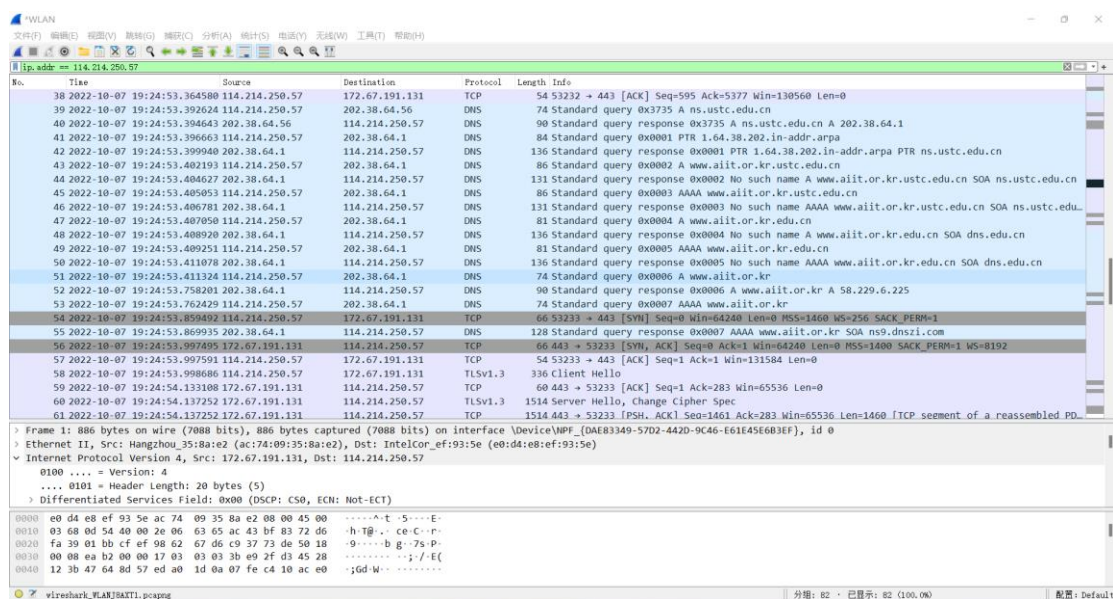 *WLAN
文件(F) 编辑(E) 视图(V) 跳转(G) 捕获(C) 分析(A) 统计(S) 电话(Y) 无线(W) 工具(T) 帮助(H)
ip.addr == 114.214.250.57
No. Time Source Destination Protocol Length Info
38 2022-10-07 19:24:53.364580 114.214.250.57 172.67.191.131 TCP 54 53232 → 443 [ACK] Seq=595 Ack=5377 Win=130560 Len=0
39 2022-10-07 19:24:53.392624 114.214.250.57 202.38.64.56 DNS 74 Standard query 0x3735 A ns.ustc.edu.cn
40 2022-10-07 19:24:53.394643 202.38.64.56 114.214.250.57 DNS 90 Standard query response 0x3735 A ns.ustc.edu.cn A 202.38.64.1
41 2022-10-07 19:24:53.396663 114.214.250.57 202.38.64.1 DNS 84 Standard query 0x0001 PTR 1.64.38.202.in-addr.arpa
42 2022-10-07 19:24:53.399940 202.38.64.1 114.214.250.57 DNS 136 Standard query response 0x0001 PTR 1.64.38.202.in-addr.arpa PTR ns.ustc.edu.cn
43 2022-10-07 19:24:53.402193 114.214.250.57 202.38.64.1 DNS 86 Standard query 0x0002 A www.aiit.or.kr.ustc.edu.cn
44 2022-10-07 19:24:53.404627 202.38.64.1 114.214.250.57 DNS 131 Standard query response 0x0002 No such name A www.aiit.or.kr.ustc.edu.cn SOA ns.ustc.edu.cn
45 2022-10-07 19:24:53.405053 114.214.250.57 202.38.64.1 DNS 86 Standard query 0x0003 AAAA www.aiit.or.kr.ustc.edu.cn
46 2022-10-07 19:24:53.406781 202.38.64.1 114.214.250.57 DNS 131 Standard query response 0x0003 No such name AAAA www.aiit.or.kr.ustc.edu.cn SOA ns.ustc.edu…
47 2022-10-07 19:24:53.407050 114.214.250.57 202.38.64.1 DNS 81 Standard query 0x0004 A www.aiit.or.kr.edu.cn
48 2022-10-07 19:24:53.408920 202.38.64.1 114.214.250.57 DNS 136 Standard query response 0x0004 No such name A www.aiit.or.kr.edu.cn SOA dns.edu.cn
49 2022-10-07 19:24:53.409251 114.214.250.57 202.38.64.1 DNS 81 Standard query 0x0005 AAAA www.aiit.or.kr.edu.cn
50 2022-10-07 19:24:53.411078 202.38.64.1 114.214.250.57 DNS 136 Standard query response 0x0005 No such name AAAA www.aiit.or.kr.edu.cn SOA dns.edu.cn
51 2022-10-07 19:24:53.411324 114.214.250.57 202.38.64.1 DNS 74 Standard query 0x0006 A www.aiit.or.kr
52 2022-10-07 19:24:53.758201 202.38.64.1 114.214.250.57 DNS 90 Standard query response 0x0006 A www.aiit.or.kr A 58.229.6.225
53 2022-10-07 19:24:53.762429 114.214.250.57 202.38.64.1 DNS 74 Standard query 0x0007 AAAA www.aiit.or.kr
54 2022-10-07 19:24:53.859492 114.214.250.57 172.67.191.131 TCP 66 53233 → 443 [SYN] Seq=0 Win=64240 Len=0 MSS=1460 WS=256 SACK_PERM=1
55 2022-10-07 19:24:53.869935 202.38.64.1 114.214.250.57 DNS 128 Standard query response 0x0007 AAAA www.aiit.or.kr SOA ns9.dnszi.com
56 2022-10-07 19:24:53.997495 172.67.191.131 114.214.250.57 TCP 66 443 → 53233 [SYN, ACK] Seq=0 Ack=1 Win=64240 Len=0 MSS=1400 SACK_PERM=1 WS=8192
57 2022-10-07 19:24:53.997591 114.214.250.57 172.67.191.131 TCP 54 53233 → 443 [ACK] Seq=1 Ack=1 Win=131584 Len=0
58 2022-10-07 19:24:53.998686 114.214.250.57 172.67.191.131 TLSv1.3 336 Client Hello
59 2022-10-07 19:24:54.133108 172.67.191.131 114.214.250.57 TCP 60 443 → 53233 [ACK] Seq=1 Ack=283 Win=65536 Len=0
60 2022-10-07 19:24:54.137252 172.67.191.131 114.214.250.57 TLSv1.3 1514 Server Hello, Change Cipher Spec
61 2022-10-07 19:24:54.137252 172.67.191.131 114.214.250.57 TCP 1514 443 → 53233 [PSH, ACK] Seq=1461 Ack=283 Win=65536 Len=1460 [TCP segment of a reassembled PD…
> Frame 1: 886 bytes on wire (7088 bits), 886 bytes captured (7088 bits) on interface \Device\NPF_{DAE83349-57D2-442D-9C46-E61E45E6B3EF}, id 0
> Ethernet II, Src: Hangzhou_35:8a:e2 (ac:74:09:35:8a:e2), Dst: IntelCor_ef:93:5e (e0:d4:e8:ef:93:5e)
∨ Internet Protocol Version 4, Src: 172.67.191.131, Dst: 114.214.250.57
0100 .... = Version: 4
.... 0101 = Header Length: 20 bytes (5)
> Differentiated Services Field: 0x00 (DSCP: CS0, ECN: Not-ECT)
0000 e0 d4 e8 ef 93 5e ac 74 09 35 8a e2 08 00 45 00 ·····^·t ·5····E·
0010 03 68 0d 54 40 00 2e 06 63 65 ac 43 bf 83 72 d6 ·h·T@·.· ce·C··r·
0020 fa 39 01 bb cf ef 98 62 67 d6 c9 37 73 de 50 18 ·9·····b g··7s·P·
0030 00 08 ea b2 00 00 17 03 03 03 3b e9 2f d3 45 28 ········ ··;·/·E(
0040 12 3b 47 64 8d 57 ed a0 1d 0a 07 fe c4 10 ac e0 ·;Gd·W·· ········
wireshark_WLANJ8AXT1.pcapng 分组: 82 · 已显示: 82 (100.0%) 配置: Default